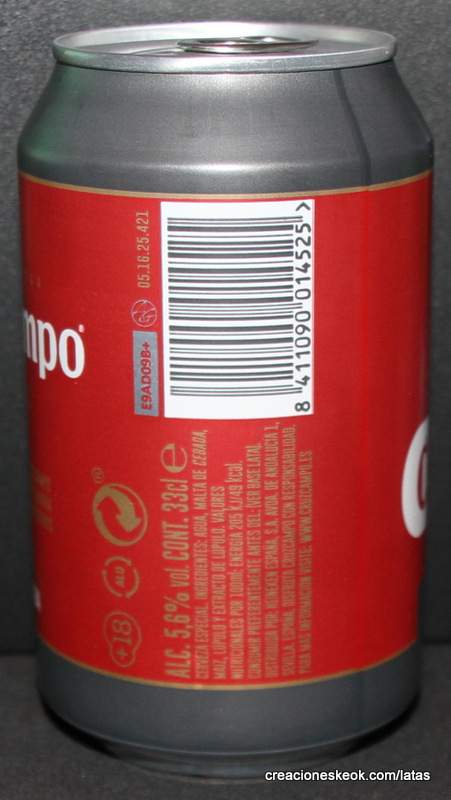 mpo
05.16.25.421
E9AD09B+
8 411090 014525 >
+18
ALU
ALC. 5,6% vol. CONT. 33cl e
CERVEZA ESPECIAL. INGREDIENTES: AGUA, MALTA DE CEBADA,
MAÍZ, LÚPULO Y EXTRACTO DE LÚPULO. VALORES
NUTRICIONALES POR 100ml: ENERGÍA 205 kJ/49 kcal.
CONSUMIR PREFERENTEMENTE ANTES DEL: (VER BASE LATA).
HEINEKEN ESPAÑA, S.A. AVDA. DE ANDALUCÍA 1,
SEVILLA, ESPAÑA. CRUZCAMPO CON RESPONSABILIDAD.
PARA MÁS INFORMACIÓN VISITE: WWW.CRUZCAMPO.ES
creacioneskeok.com/latas